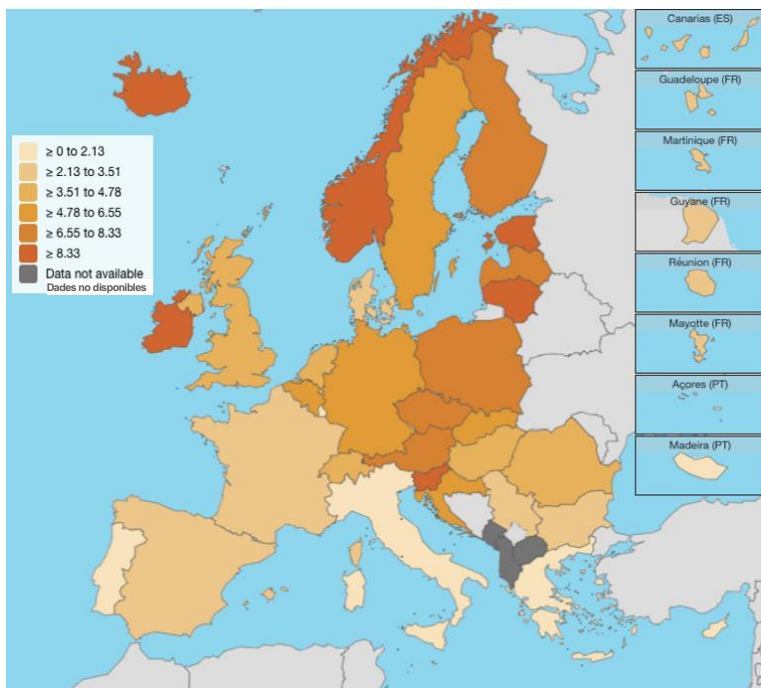 Canarias (ES)
Guadeloupe (FR)
Martinique (FR)
Guyane (FR)
Réunion (FR)
Mayotte (FR)
Açores (PT)
Madeira (PT)
≥ 0 to 2.13
≥ 2.13 to 3.51
≥ 3.51 to 4.78
≥ 4.78 to 6.55
≥ 6.55 to 8.33
≥ 8.33
Data not available
Dades no disponibles